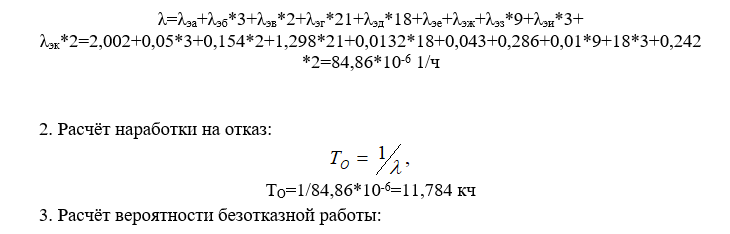 λ=λэа+λэб*3+λэв*2+λэг*21+λэд*18+λэе+λэж+λэз*9+λэи*3+
λэк*2=2,002+0,05*3+0,154*2+1,298*21+0,0132*18+0,043+0,286+0,01*9+18*3+0,242
*2=84,86*10-6 1/ч
2. Расчёт наработки на отказ:
TO = 1/λ,
TO=1/84,86*10-6=11,784 кч
3. Расчёт вероятности безотказной работы: